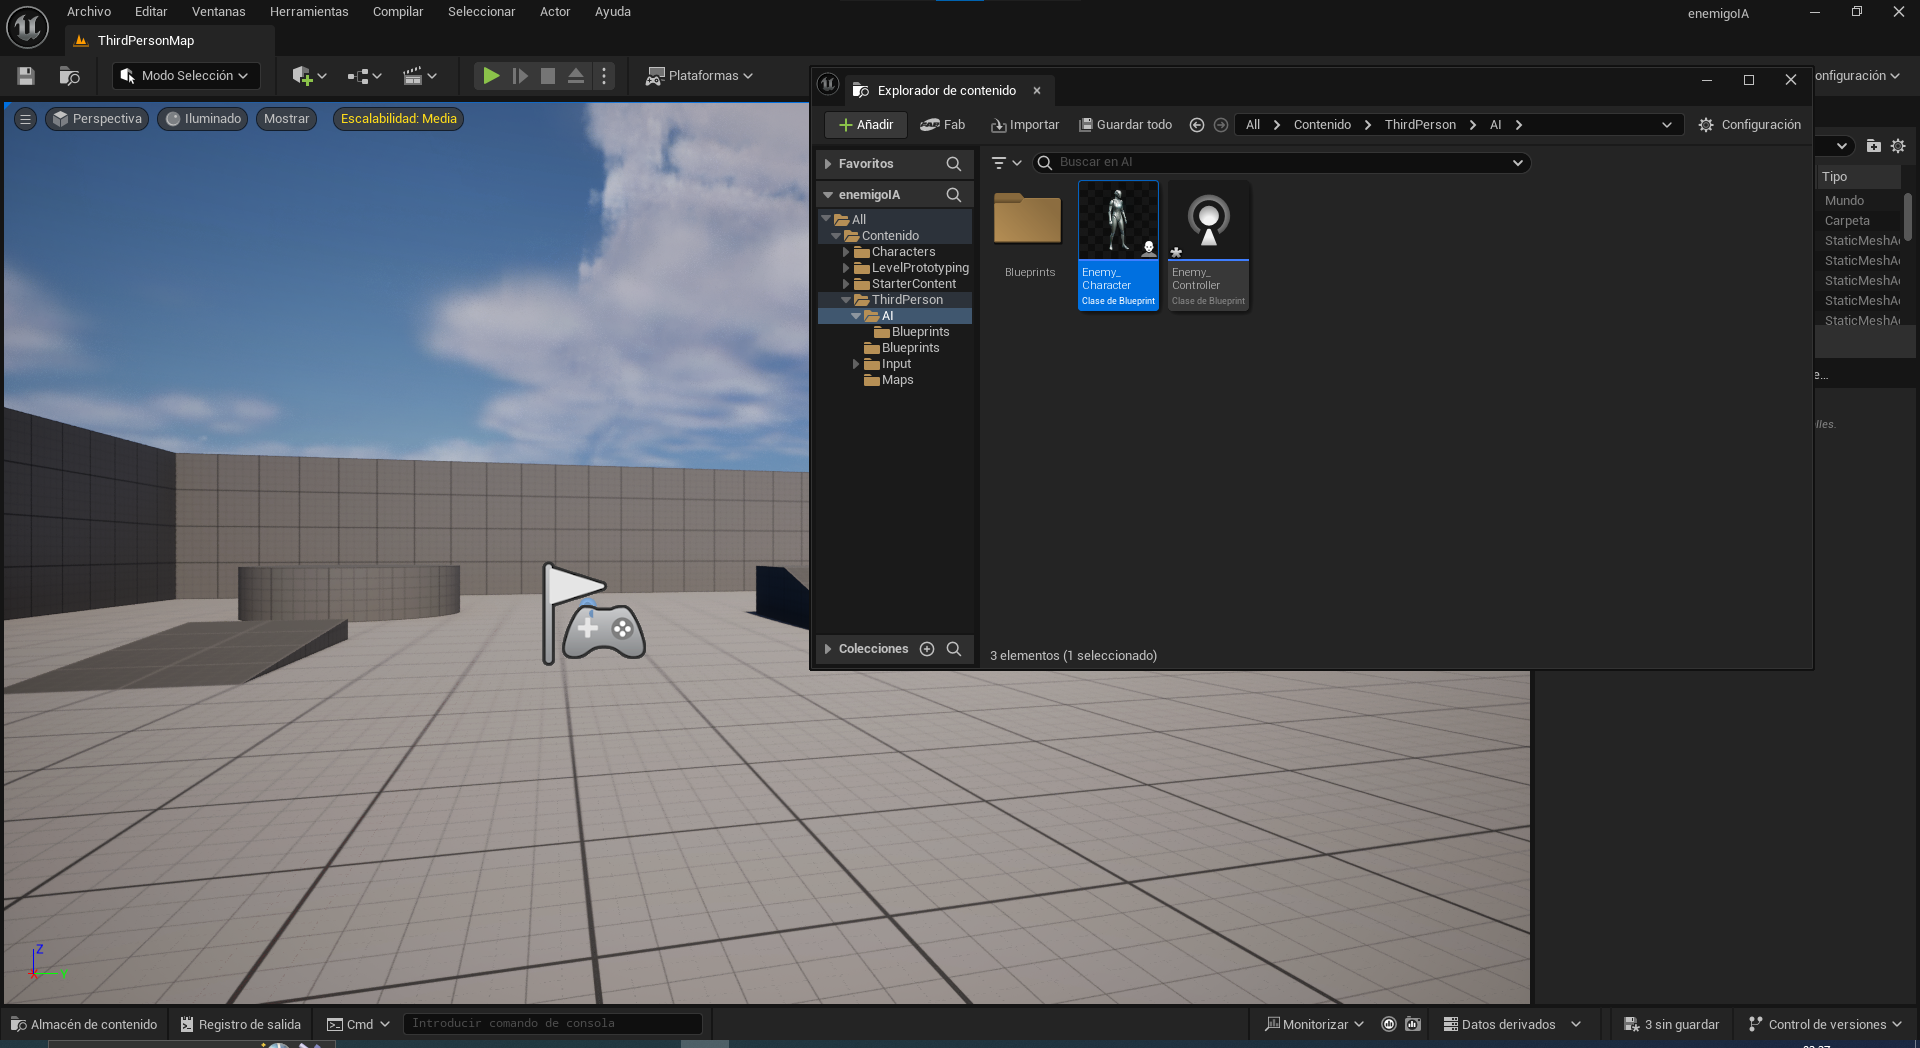 Archivo Editar Ventanas Herramientas Compilar Seleccionar Actor Ayuda
enemigoIA
ThirdPersonMap
Modo Selección
Plataformas
onfiguración
Perspectiva Iluminado Mostrar Escalabilidad: Media
Explorador de contenido
Añadir Fab Importar Guardar todo All Contenido ThirdPerson AI Configuración
Favoritos
Buscar en AI
enemigoIA
All
Contenido
Characters
LevelPrototyping
StarterContent
ThirdPerson
AI
Blueprints
Blueprints
Input
Maps
Colecciones
Blueprints
Enemy_
Character
Clase de Blueprint
Enemy_
Controller
Clase de Blueprint
3 elementos (1 seleccionado)
Tipo
Mundo
Carpeta
StaticMeshA
StaticMeshA
StaticMeshA
StaticMeshA
StaticMeshA
e...
lles.
Z
X
Y
Almacén de contenido Registro de salida Cmd Introducir comando de consola
Monitorizar Datos derivados 3 sin guardar Control de versiones